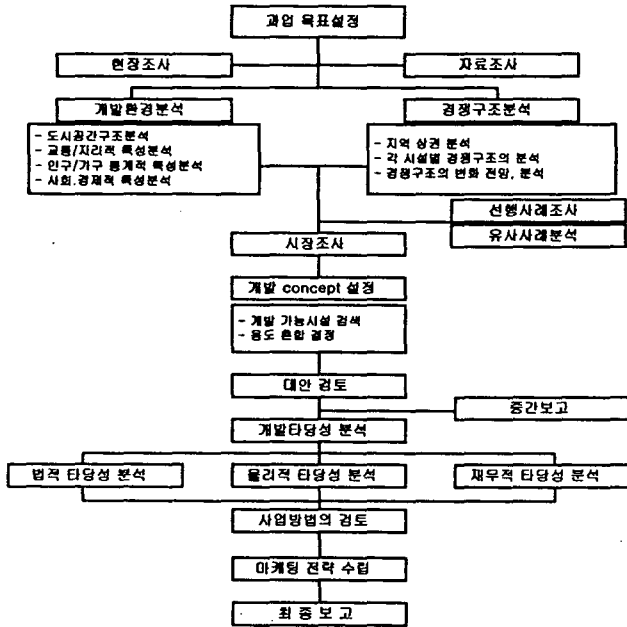 과업 목표설정
현장조사
자료조사
개발환경분석
경쟁구조분석
- 도시공간구조분석
- 교통/지리적 특성분석
- 인구/가구 통계적 특성분석
- 사회.경제적 특성분석
- 지역 상권 분석
- 각 시설별 경쟁구조의 분석
- 경쟁구조의 변화 전망, 분석
선행사례조사
유사사례분석
시장조사
개발 concept 설정
- 개발 가능시설 검색
- 용도 혼합 결정
대안 검토
중간보고
개발타당성 분석
법적 타당성 분석
물리적 타당성 분석
재무적 타당성 분석
사업방법의 검토
마케팅 전략 수립
최 종 보 고